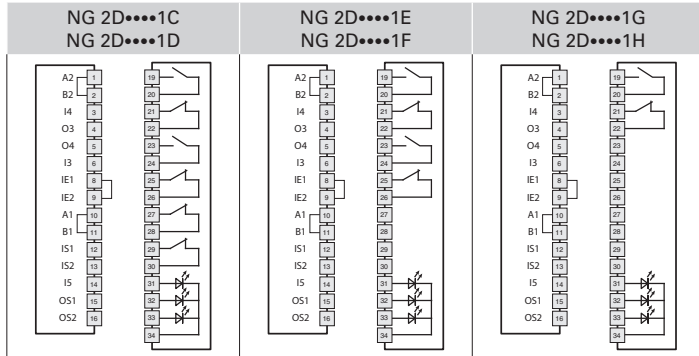 NG 2D••••1C
NG 2D••••1D
A2 1 19
B2 2 20
I4 3 21
O3 4 22
O4 5 23
I3 6 24
IE1 8 25
IE2 9 26
A1 10 27
B1 11 28
IS1 12 29
IS2 13 30
I5 14 31
OS1 15 32
OS2 16 33
34
NG 2D••••1E
NG 2D••••1F
A2 1 19
B2 2 20
I4 3 21
O3 4 22
O4 5 23
I3 6 24
IE1 8 25
IE2 9 26
A1 10 27
B1 11 28
IS1 12 29
IS2 13 30
I5 14 31
OS1 15 32
OS2 16 33
34
NG 2D••••1G
NG 2D••••1H
A2 1 19
B2 2 20
I4 3 21
O3 4 22
O4 5 23
I3 6 24
IE1 8 25
IE2 9 26
A1 10 27
B1 11 28
IS1 12 29
IS2 13 30
I5 14 31
OS1 15 32
OS2 16 33
34